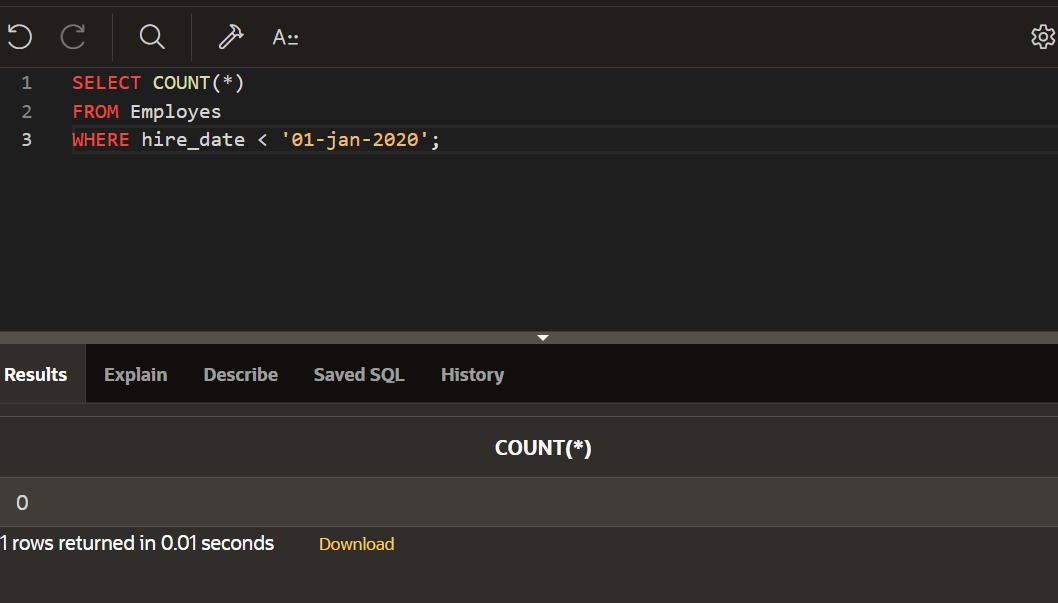 A::
1 SELECT COUNT(*)
2 FROM Employes
3 WHERE hire_date < '01-jan-2020';
Results Explain Describe Saved SQL History
COUNT(*)
0
1 rows returned in 0.01 seconds Download